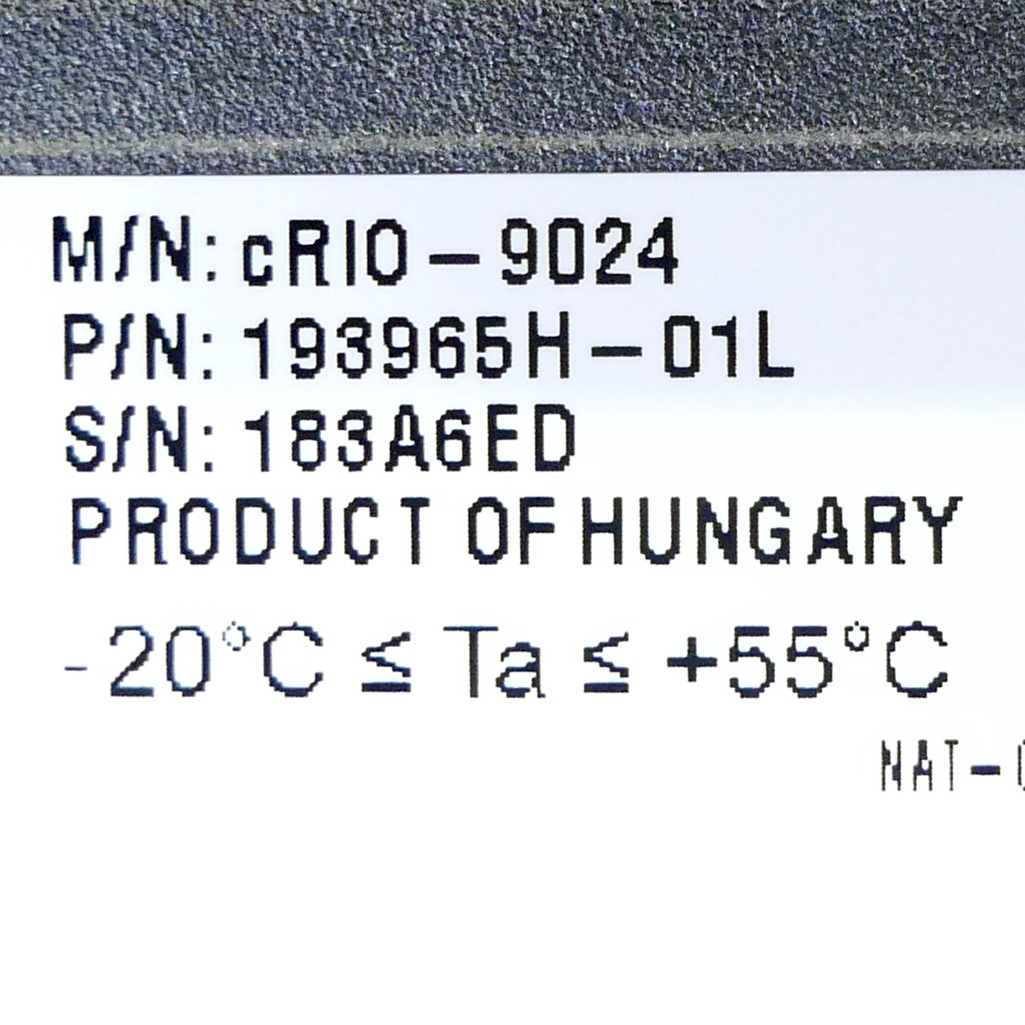 M/N: cRIO-9024
P/N: 193965H-01L
S/N: 183A6ED
PRODUCT OF HUNGARY
-20°C ≤ Ta ≤ +55°C
NAT-